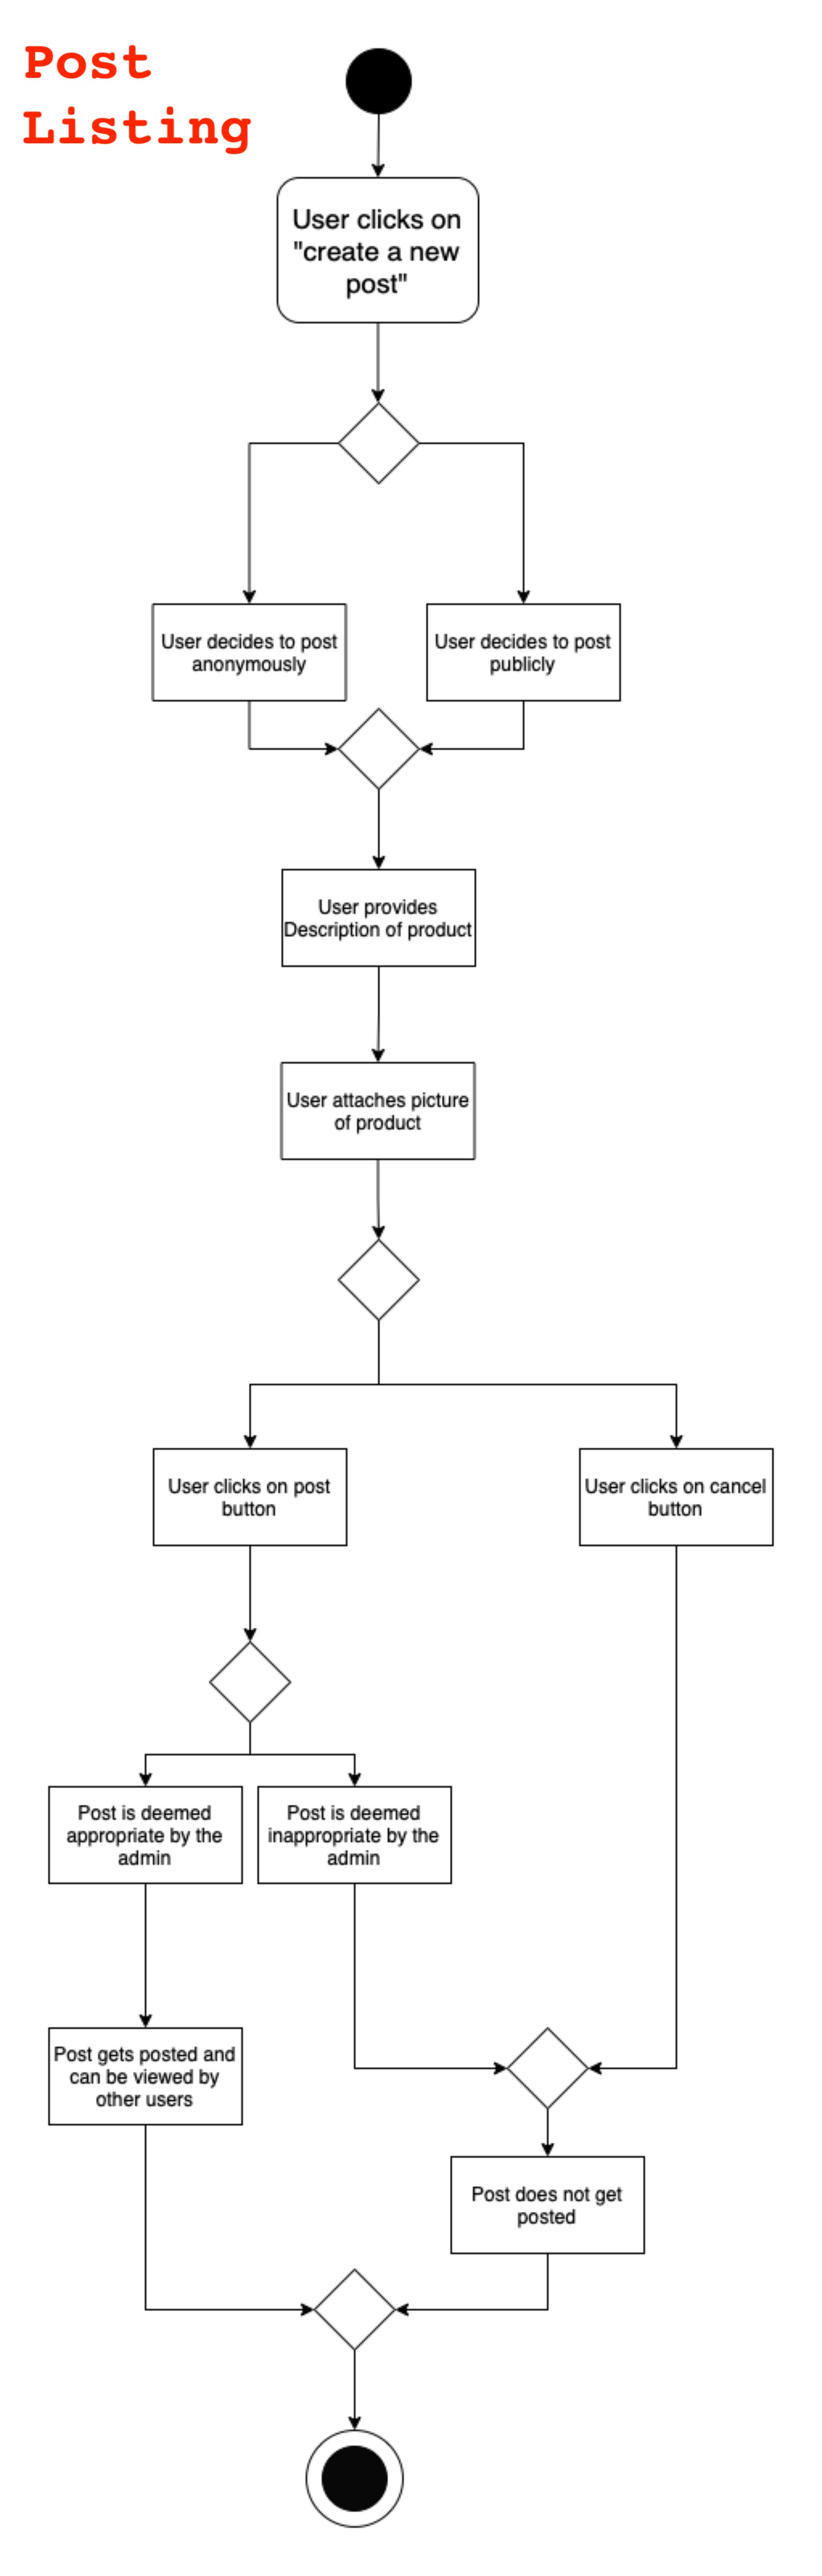 Post
Listing
User clicks on
"create a new
post"
User decides to post
anonymously
User decides to post
publicly
User provides
Description of product
User attaches picture
of product
User clicks on post
button
User clicks on cancel
button
Post is deemed
appropriate by the
admin
Post is deemed
inappropriate by the
admin
Post gets posted and
can be viewed by
other users
Post does not get
posted